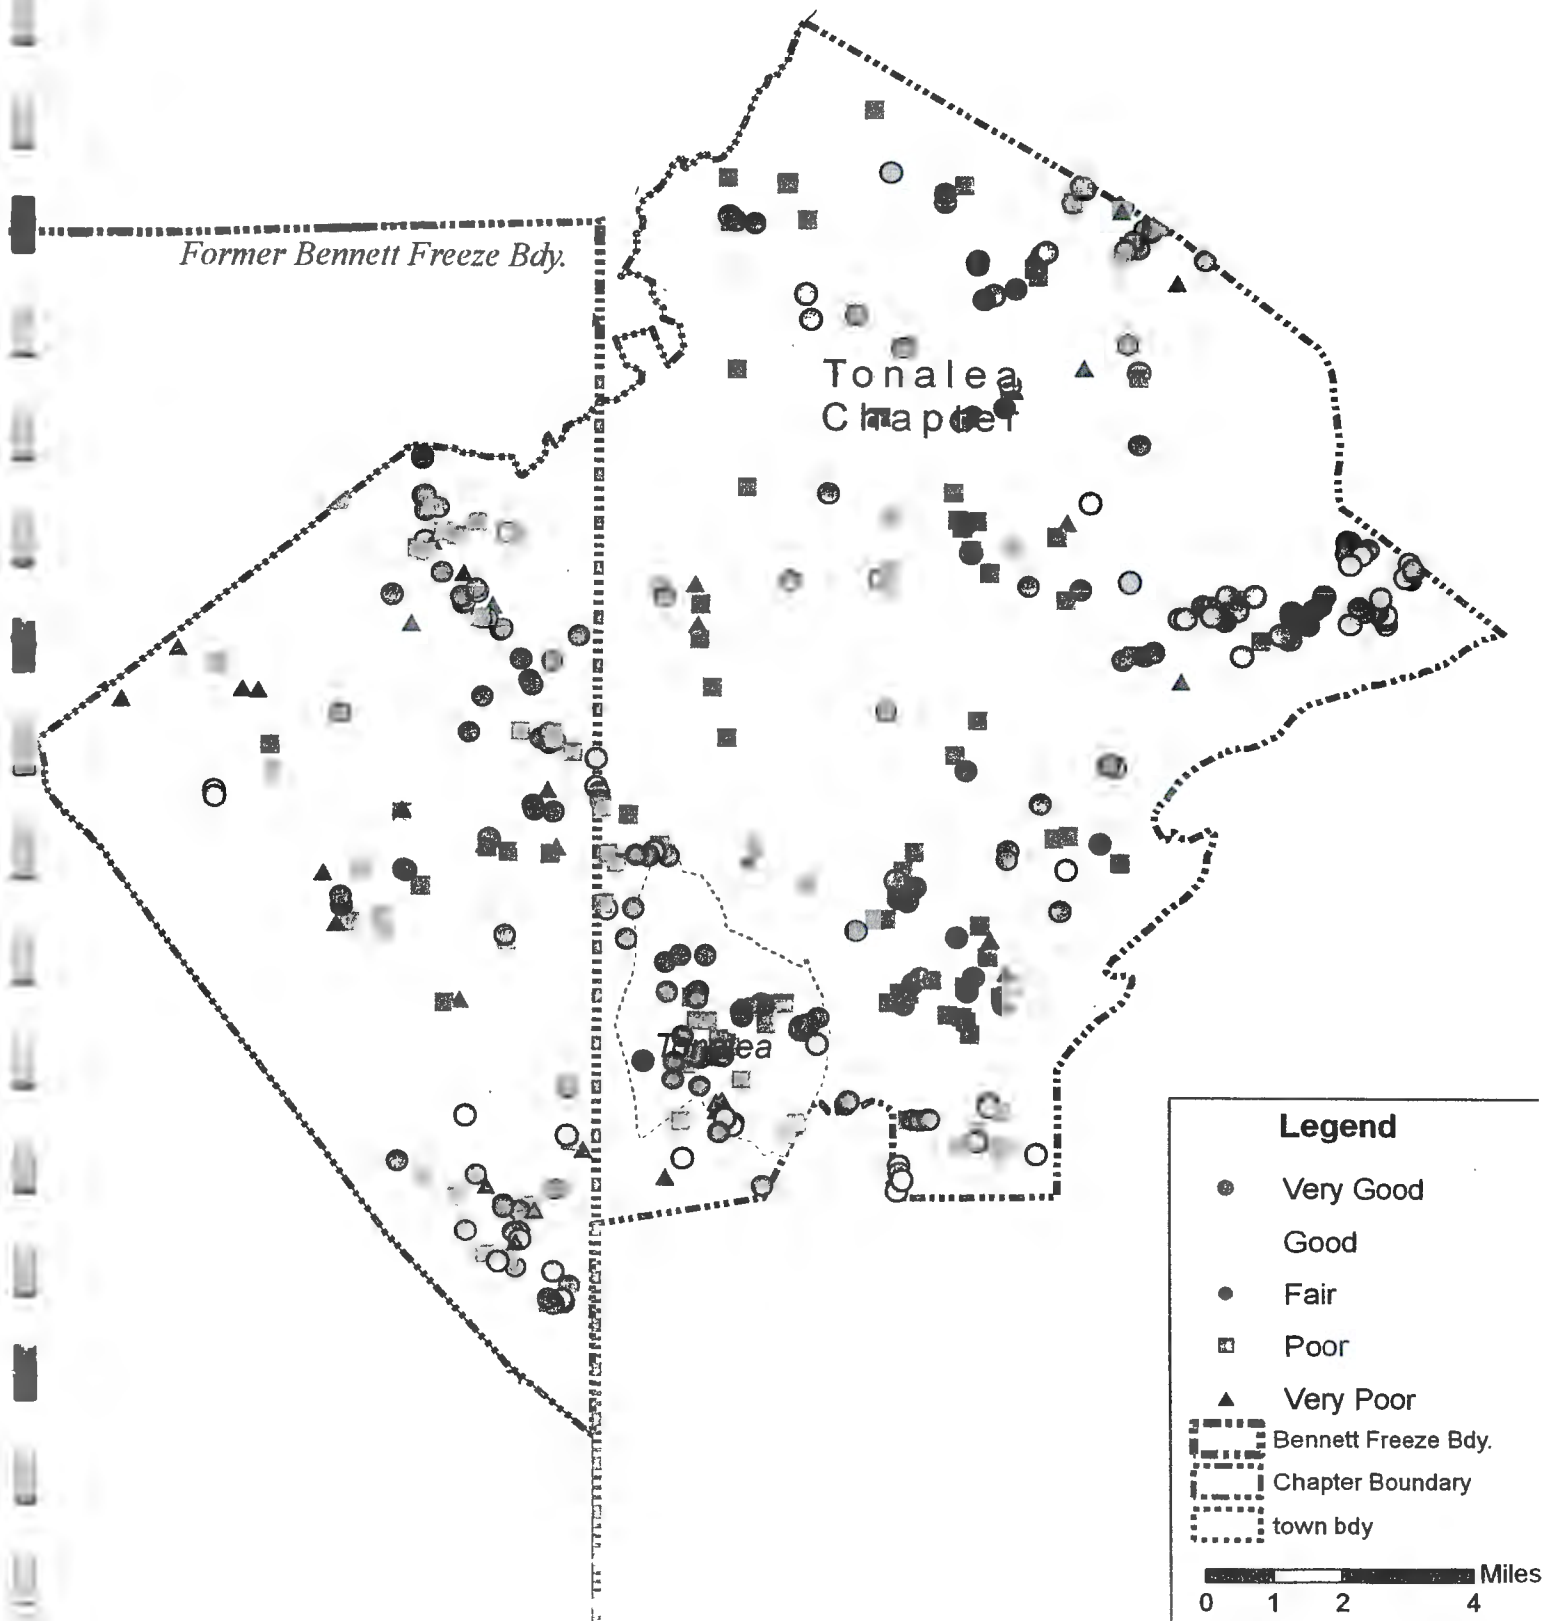 Former Bennett Freeze Bdy.
Tonalea
Chapter
Tonalea
Legend
Very Good
Good
Fair
Poor
Very Poor
Bennett Freeze Bdy.
Chapter Boundary
town bdy
Miles
0 1 2 4